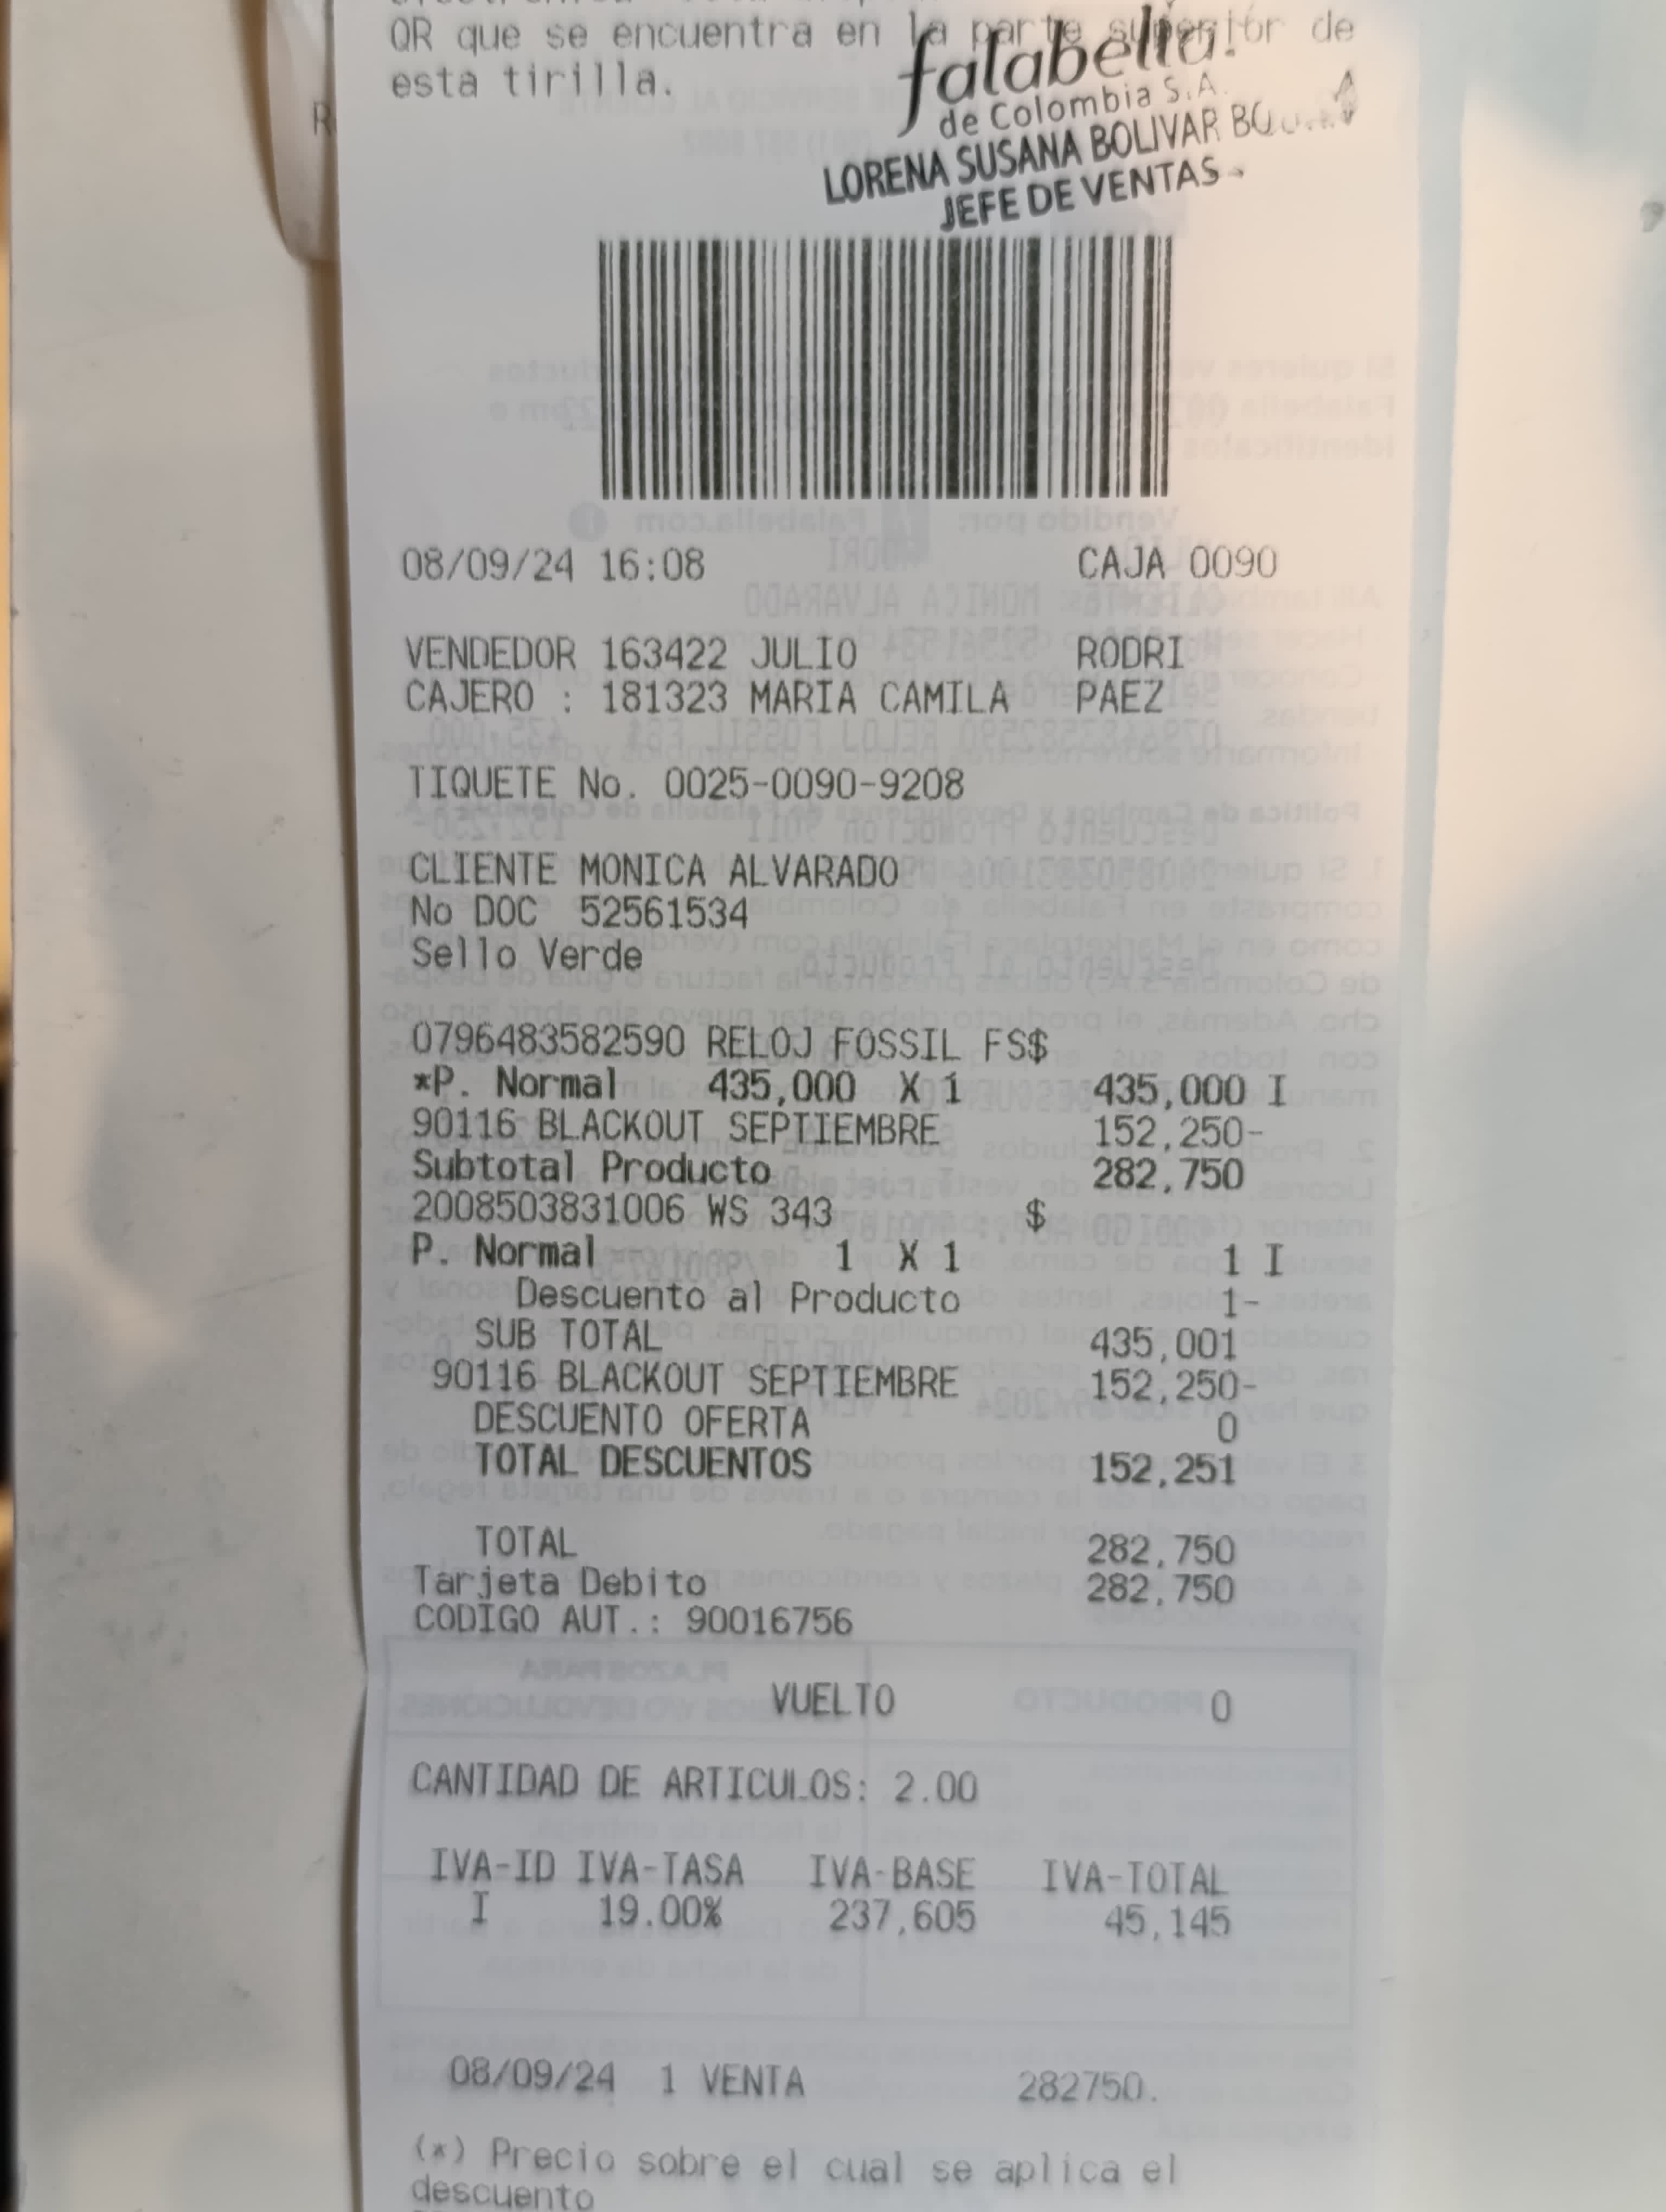 QR que se encuentra en la parte superior de
esta tirilla.
falabella.
de Colombia S.A.
LORENA SUSANA BOLIVAR
JEFE DE VENTAS
08/09/24 16:08 CAJA 0090
VENDEDOR 163422 JULIO RODRI
CAJERO : 181323 MARIA CAMILA PAEZ
TIQUETE No. 0025-0090-9208
CLIENTE MONICA ALVARADO
No DOC 52561534
Sello Verde
0796483582590 RELOJ FOSSIL FS$
*P. Normal 435,000 X 1 435,000 I
90116 BLACKOUT SEPTIEMBRE 152,250-
Subtotal Producto 282,750
2008503831006 WS 343 $
P. Normal 1 X 1 1 I
Descuento al Producto 1-
SUB TOTAL 435,001
90116 BLACKOUT SEPTIEMBRE 152,250-
DESCUENTO OFERTA 0
TOTAL DESCUENTOS 152,251
TOTAL 282,750
Tarjeta Debito 282,750
CODIGO AUT.: 90016756
VUELTO 0
CANTIDAD DE ARTICULOS: 2.00
IVA-ID IVA-TASA IVA-BASE IVA-TOTAL
I 19.00% 237,605 45,145
08/09/24 1 VENTA 282750.
(*) Precio sobre el cual se aplica el
descuento